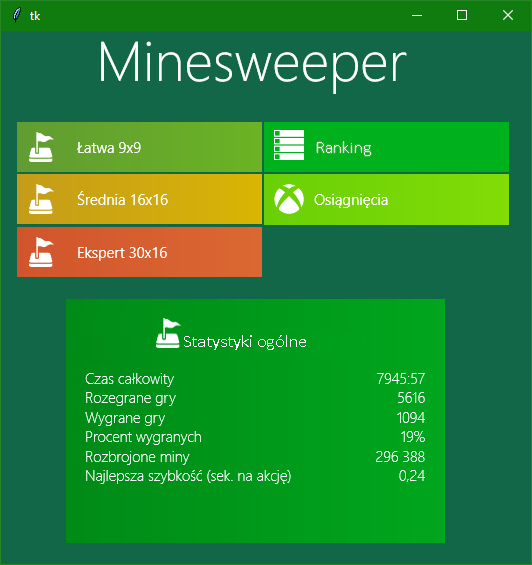 tk
Minesweeper
Łatwa 9x9
Ranking
Średnia 16x16
Osiągnięcia
Ekspert 30x16
Statystyki ogólne
Czas całkowity 7945:57
Rozegrane gry 5616
Wygrane gry 1094
Procent wygranych 19%
Rozbrojone miny 296 388
Najlepsza szybkość (sek. na akcję) 0,24